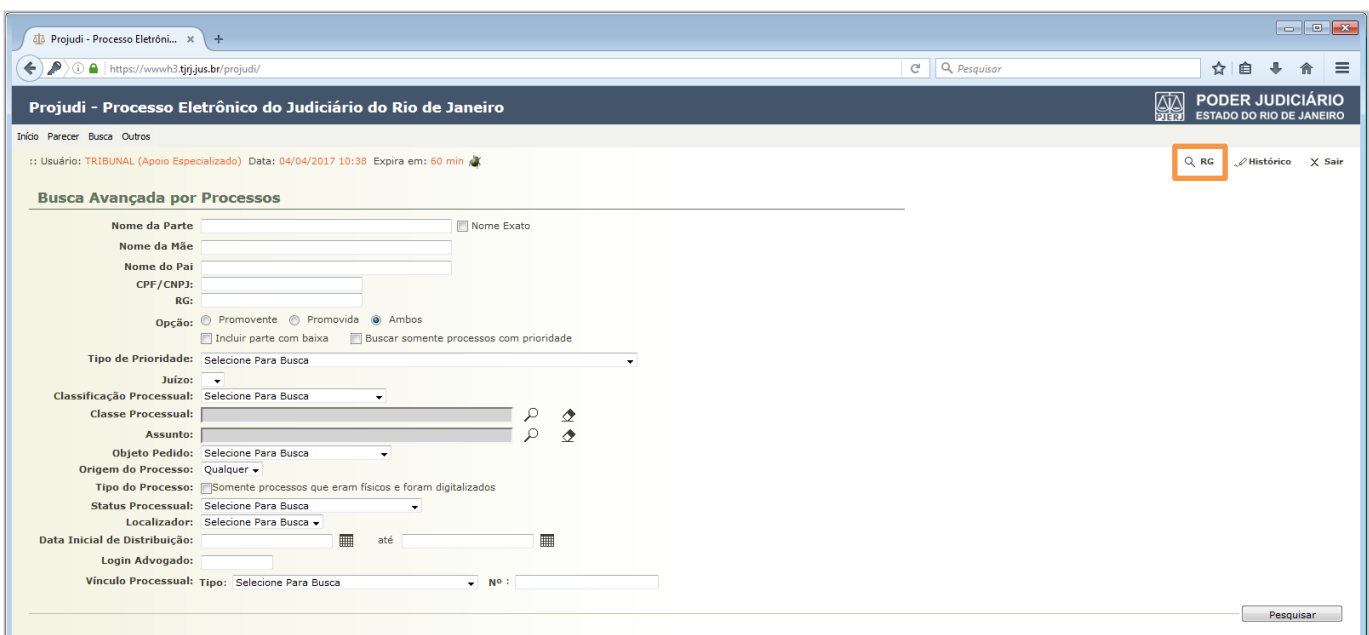 Projudi - Processo Eletrôni...
https://wwwh3.tjrj.jus.br/projudi/
Pesquisar
Projudi - Processo Eletrônico do Judiciário do Rio de Janeiro
PJERJ
PODER JUDICIÁRIO
ESTADO DO RIO DE JANEIRO
Início Parecer Busca Outros
:: Usuário: TRIBUNAL (Apoio Especializado) Data: 04/04/2017 10:38 Expira em: 60 min
RG Histórico X Sair
Busca Avançada por Processos
Nome da Parte Nome Exato
Nome da Mãe
Nome do Pai
CPF/CNPJ:
RG:
Opção: Promovente Promovida Ambos
Incluir parte com baixa Buscar somente processos com prioridade
Tipo de Prioridade: Selecione Para Busca
Juízo:
Classificação Processual: Selecione Para Busca
Classe Processual:
Assunto:
Objeto Pedido: Selecione Para Busca
Origem do Processo: Qualquer
Tipo do Processo: Somente processos que eram físicos e foram digitalizados
Status Processual: Selecione Para Busca
Localizador: Selecione Para Busca
Data Inicial de Distribuição: até
Login Advogado:
Vínculo Processual: Tipo: Selecione Para Busca Nº :
Pesquisar